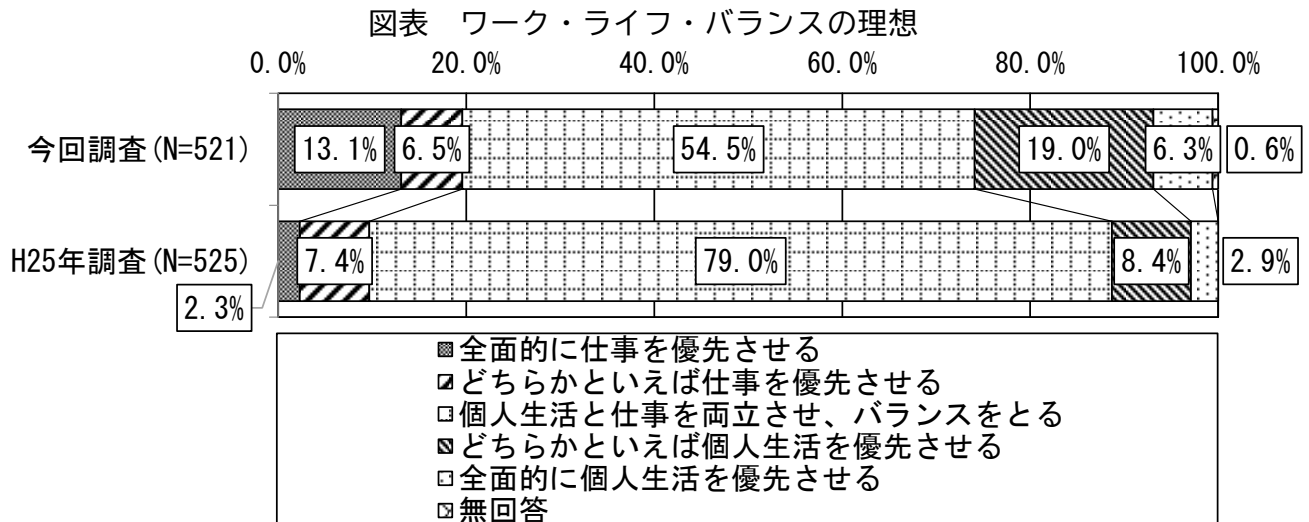 図表　ワーク・ライフ・バランスの理想
0.0% 20.0% 40.0% 60.0% 80.0% 100.0%
今回調査(N=521) 13.1% 6.5% 54.5% 19.0% 6.3% 0.6%
H25年調査(N=525) 7.4% 79.0% 8.4% 2.9%
2.3%
全面的に仕事を優先させる
どちらかといえば仕事を優先させる
個人生活と仕事を両立させ、バランスをとる
どちらかといえば個人生活を優先させる
全面的に個人生活を優先させる
無回答